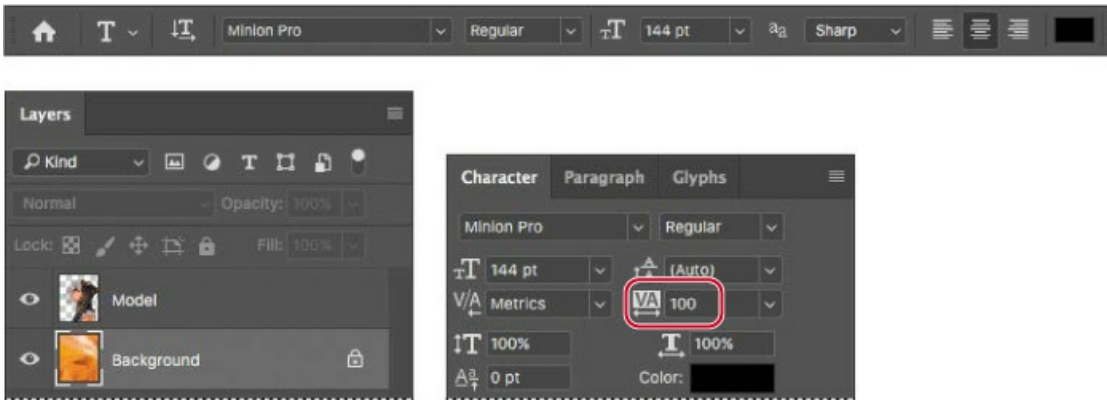 T Minion Pro Regular 144 pt aa Sharp
Layers
Kind T
Normal Opacity: 100%
Lock: Fill: 100%
Model
Background
Character Paragraph Glyphs
Minion Pro Regular
144 pt (Auto)
V/A Metrics VA 100
100% 100%
0 pt Color: